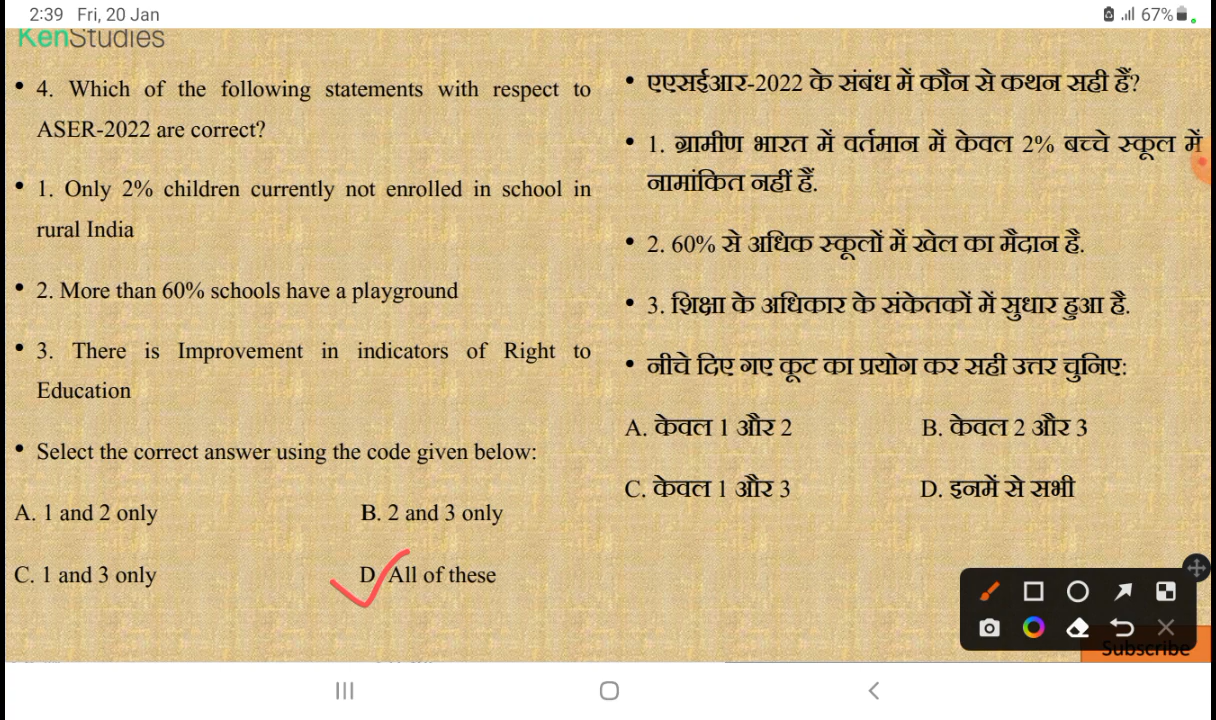 2:39 Fri, 20 Jan
67%
KenStudies
• 4. Which of the following statements with respect to
ASER-2022 are correct?
• 1. Only 2% children currently not enrolled in school in
rural India
• 2. More than 60% schools have a playground
• 3. There is Improvement in indicators of Right to
Education
• Select the correct answer using the code given below:
A. 1 and 2 only
B. 2 and 3 only
C. 1 and 3 only
D. All of these
• एएसईआर-2022 के संबंध में कौन से कथन सही हैं?
• 1. ग्रामीण भारत में वर्तमान में केवल 2% बच्चे स्कूल में
नामांकित नहीं हैं.
• 2. 60% से अधिक स्कूलों में खेल का मैदान है.
• 3. शिक्षा के अधिकार के संकेतकों में सुधार हुआ है.
• नीचे दिए गए कूट का प्रयोग कर सही उत्तर चुनिए:
A. केवल 1 और 2
B. केवल 2 और 3
C. केवल 1 और 3
D. इनमें से सभी
Subscribe